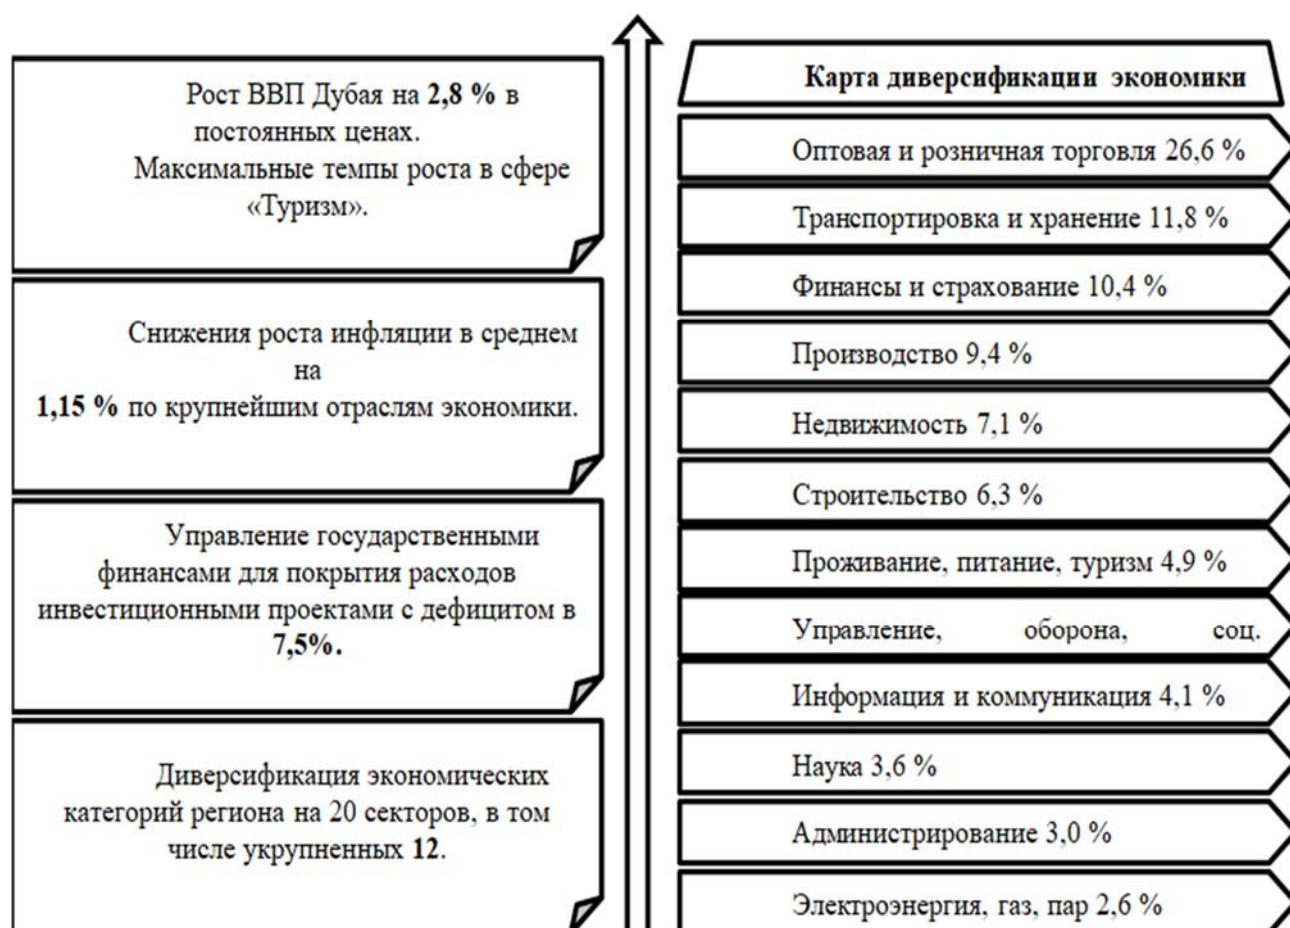 Рост ВВП Дубая на 2,8 % в
постоянных ценах.
Максимальные темпы роста в сфере
«Туризм».
Снижения роста инфляции в среднем
на
1,15 % по крупнейшим отраслям экономики.
Управление государственными
финансами для покрытия расходов
инвестиционными проектами с дефицитом в
7,5%.
Диверсификация экономических
категорий региона на 20 секторов, в том
числе укрупненных 12.
Карта диверсификации экономики
Оптовая и розничная торговля 26,6 %
Транспортировка и хранение 11,8 %
Финансы и страхование 10,4 %
Производство 9,4 %
Недвижимость 7,1 %
Строительство 6,3 %
Проживание, питание, туризм 4,9 %
Управление, оборона, соц.
Информация и коммуникация 4,1 %
Наука 3,6 %
Администрирование 3,0 %
Электроэнергия, газ, пар 2,6 %